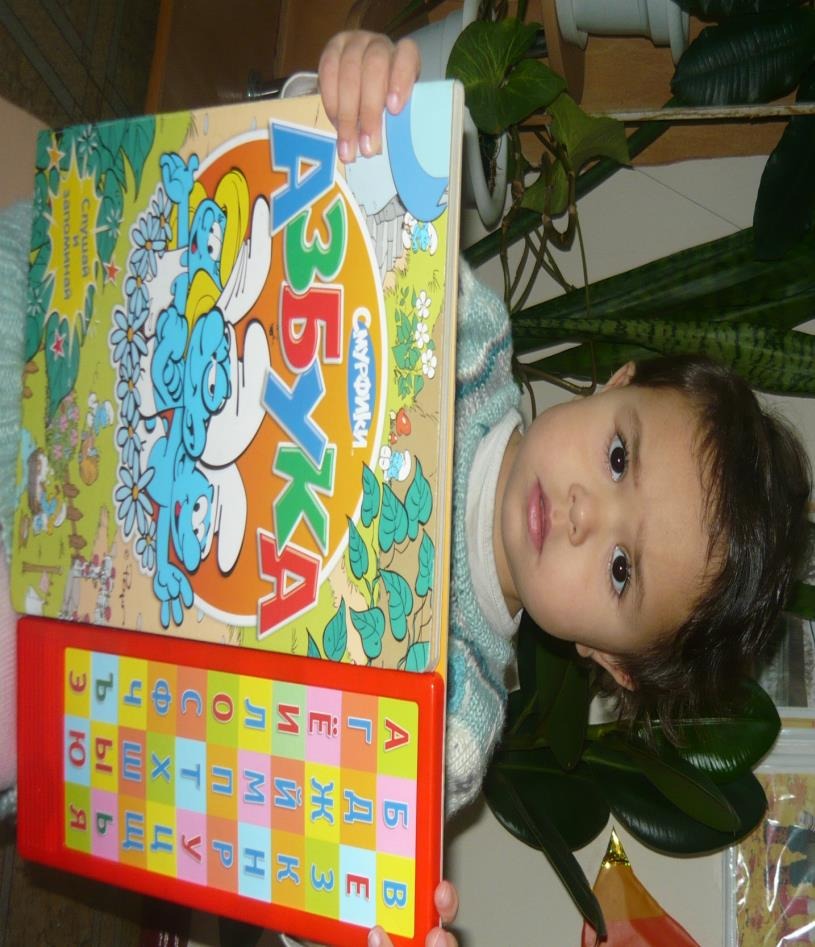 Смурфики
АЗБУКА
Слушай
и
запоминай
А Б В
Г Д Е
Ё Ж З
И Й К
Л М Н
О П Р
С Т У
Ф Х Ц
Ч Ш Щ
Ъ Ы Ь
Э Ю Я